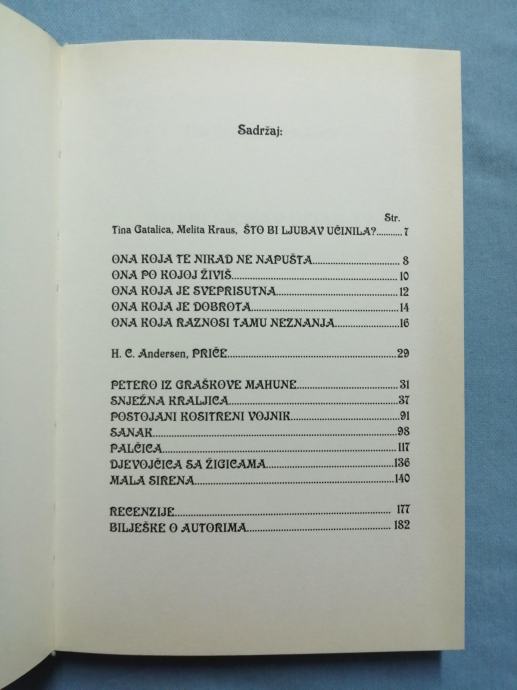 Sadržaj:
Str.
Tina Gatalica, Melita Kraus, ŠTO BI LJUBAV UČINILA?..........7
ONA KOJA TE NIKAD NE NAPUŠTA.......................... 8
ONA PO KOJOJ ŽIVIŠ.................................................. 10
ONA KOJA JE SVEPRISUTNA..................................... 12
ONA KOJA JE DOBROTA............................................ 14
ONA KOJA RAZNOSI TAMU NEZNANJA.................... 16
H. C. Andersen, PRIČE.................................................29
PETERO IZ GRAŠKOVE MAHUNE...............................31
SNJEŽNA KRALJICA....................................................37
POSTOJANI KOSITRENI VOJNIK.................................91
SANAK......................................................................98
PALČICA...................................................................117
DJEVOJČICA SA ŽIGICAMA.......................................136
MALA SIRENA...........................................................140
RECENZIJE................................................................ 177
BILJEŠKE O AUTORIMA............................................ 182